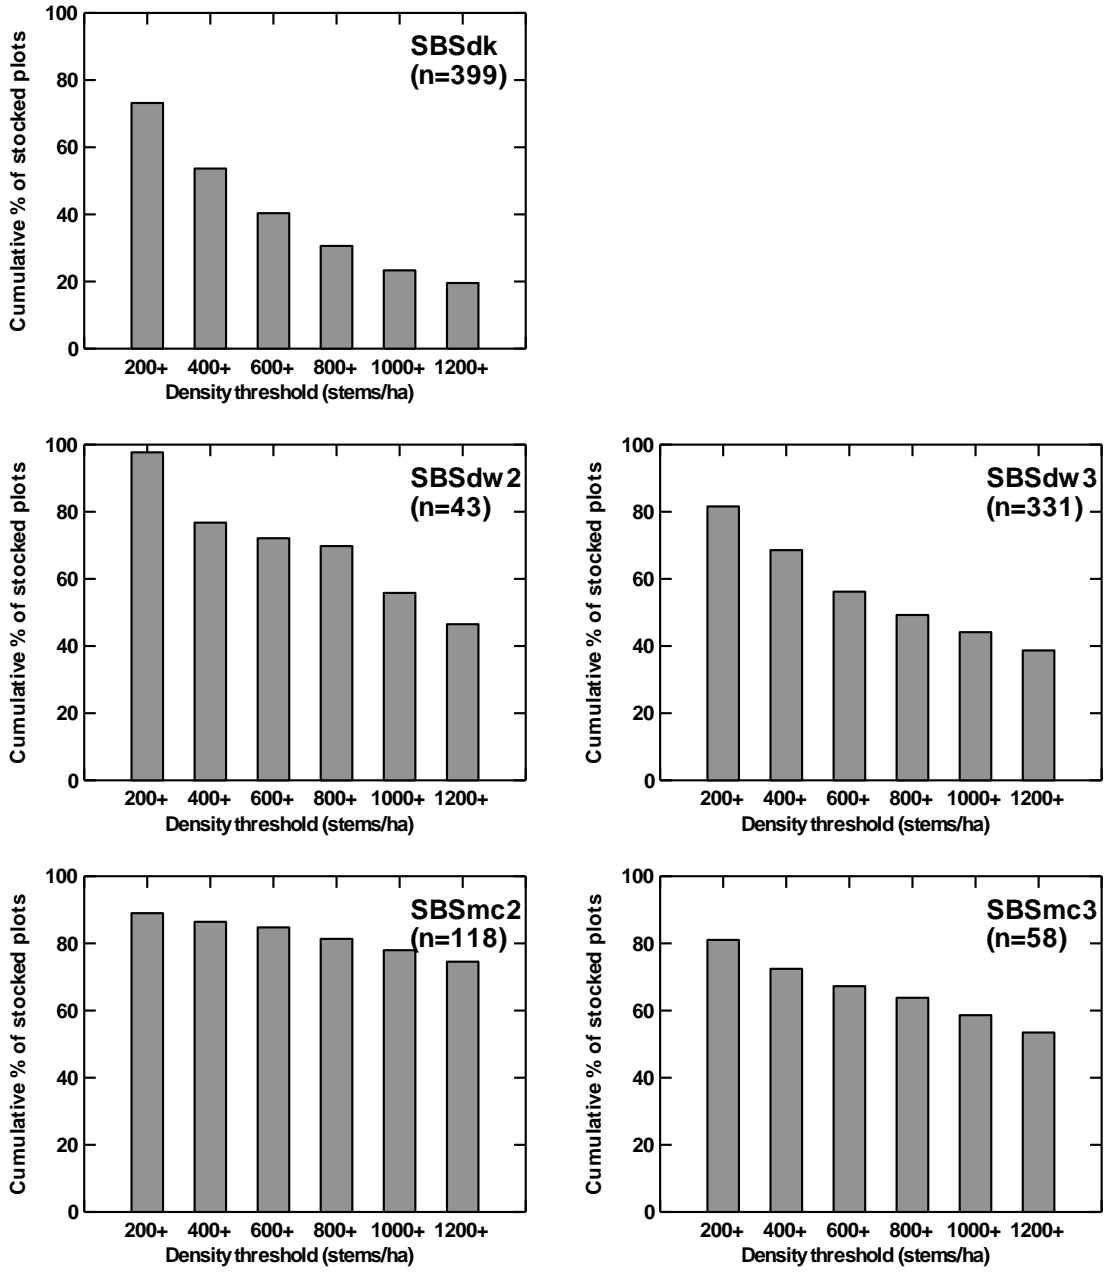 Cumulative % of stocked plots
100
80
60
40
20
0
SBSdk
(n=399)
200+ 400+ 600+ 800+ 1000+ 1200+
Density threshold (stems/ha)
Cumulative % of stocked plots
100
80
60
40
20
0
SBSdw2
(n=43)
200+ 400+ 600+ 800+ 1000+ 1200+
Density threshold (stems/ha)
Cumulative % of stocked plots
100
80
60
40
20
0
SBSdw3
(n=331)
200+ 400+ 600+ 800+ 1000+ 1200+
Density threshold (stems/ha)
Cumulative % of stocked plots
100
80
60
40
20
0
SBSmc2
(n=118)
200+ 400+ 600+ 800+ 1000+ 1200+
Density threshold (stems/ha)
Cumulative % of stocked plots
100
80
60
40
20
0
SBSmc3
(n=58)
200+ 400+ 600+ 800+ 1000+ 1200+
Density threshold (stems/ha)